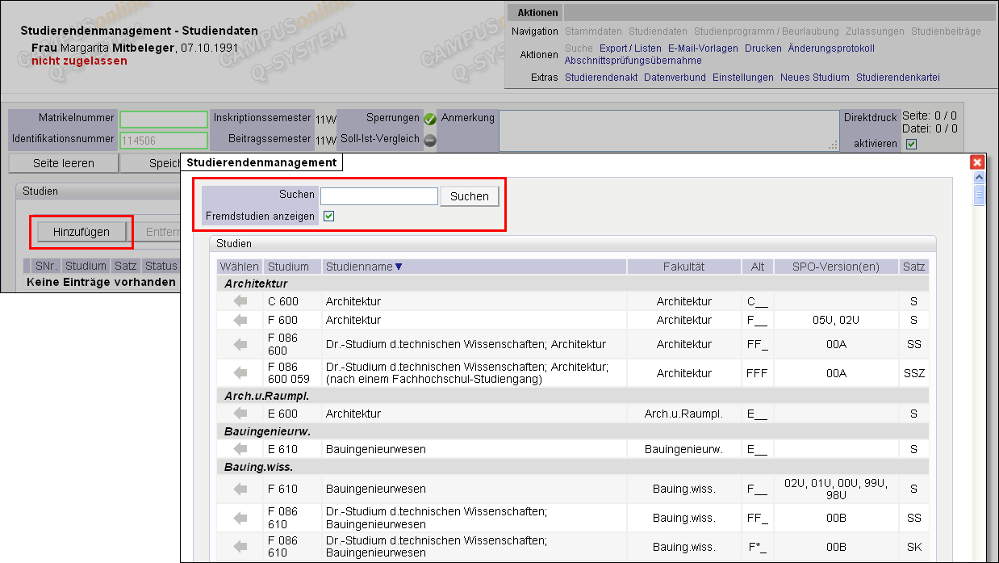 Studierendenmanagement - Studiendaten
Frau Margarita Mitbeleger, 07.10.1991
nicht zugelassen
CAMPUSonline
Q-SYSTEM
CAMPUSonline
Q-SYSTEM
CAMPUS
Q-SYSTEM
Aktionen
Navigation Stammdaten Studiendaten Studienprogramm / Beurlaubung Zulassungen Studienbeiträge
Aktionen Suche Export / Listen E-Mail-Vorlagen Drucken Änderungsprotokoll
Abschnittsprüfungsübernahme
Extras Studierendenakt Datenverbund Einstellungen Neues Studium Studierendenkartei
Matrikelnummer Inskriptionssemester 11W Sperrungen Anmerkung Direktdruck Seite: 0 / 0
Datei: 0 / 0
Identifikationsnummer 114506 Beitragssemester 11W Soll-Ist-Vergleich aktivieren
Seite leeren Speich
Studien
Hinzufügen Entfern
SNr. Studium Satz Status
Keine Einträge vorhanden
Studierendenmanagement
Suchen Suchen
Fremdstudien anzeigen
Studien
Wählen Studium Studienname Fakultät Alt SPO-Version(en) Satz
Architektur
C 600 Architektur Architektur C__ S
F 600 Architektur Architektur F__ 05U, 02U S
F 086 600 Dr.-Studium d.technischen Wissenschaften; Architektur Architektur FF_ 00A SS
F 086 Dr.-Studium d.technischen Wissenschaften; Architektur;
600 059 (nach einem Fachhochschul-Studiengang) Architektur FFF 00A SSZ
Arch.u.Raumpl.
E 600 Architektur Arch.u.Raumpl. E__ S
Bauingenieurw.
E 610 Bauingenieurwesen Bauingenieurw. E__ S
Bauing.wiss.
F 610 Bauingenieurwesen Bauing.wiss. F__ 02U, 01U, 00U, 99U, S
98U
F 086 Dr.-Studium d.technischen Wissenschaften;
610 Bauingenieurwesen Bauing.wiss. FF_ 00B SS
F 086 Dr.-Studium d.technischen Wissenschaften;
610 Bauingenieurwesen Bauing.wiss. F*_ 00B SK